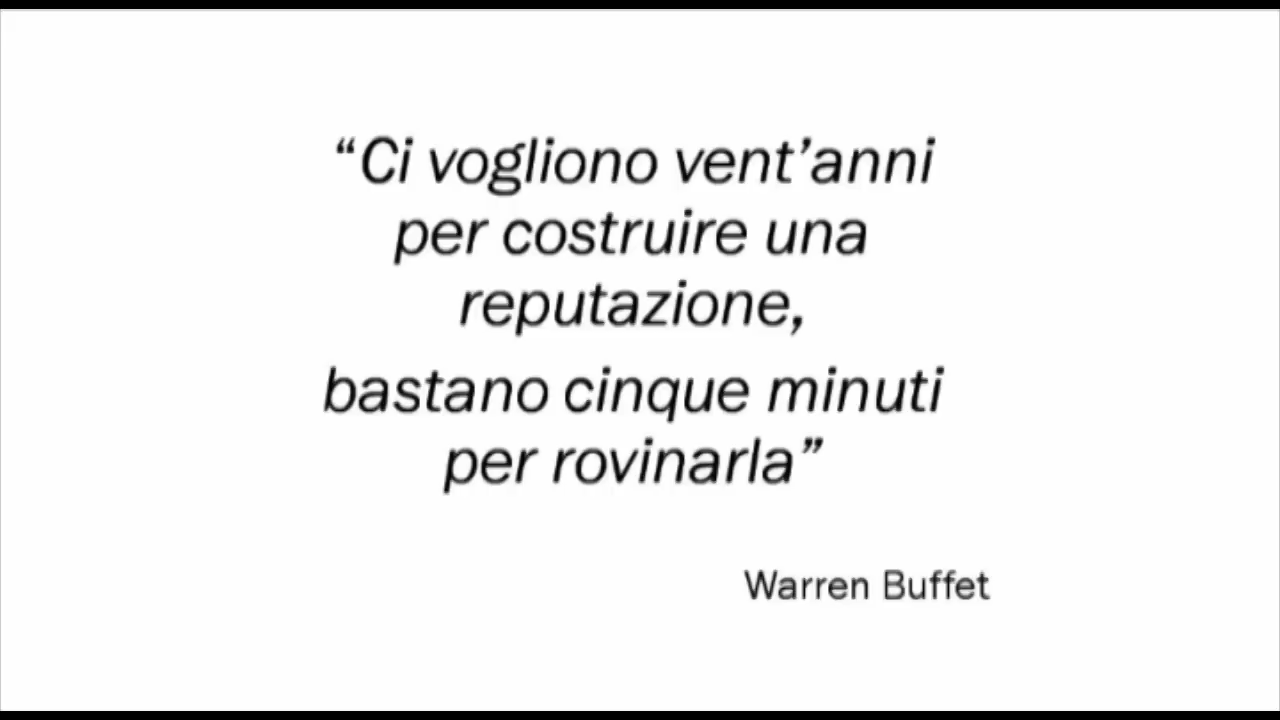 “Ci vogliono vent’anni
per costruire una
reputazione,
bastano cinque minuti
per rovinarla”
Warren Buffet